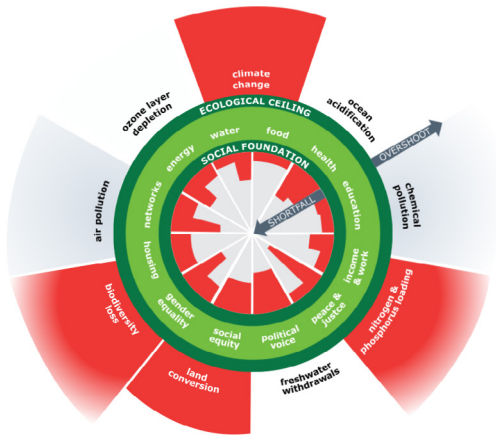 climate
change
ozone layer
depletion
ocean
acidification
ECOLOGICAL CEILING
OVERSHOOT
water
food
energy
health
SOCIAL FOUNDATION
networks
education
SHORTFALL
air pollution
chemical
pollution
housing
income
& work
gender
equality
peace &
justce
social
equity
political
voice
biodiversity
loss
nitrogen &
phosphorus loading
land
conversion
freshwater
withdrawals